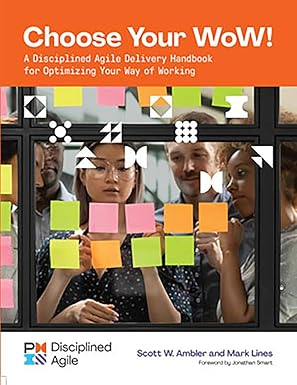 Choose Your WoW!
A Disciplined Agile Delivery Handbook
for Optimizing Your Way of Working
Disciplined
Agile
Scott W. Ambler and Mark Lines
Foreword by Jonathan Smart